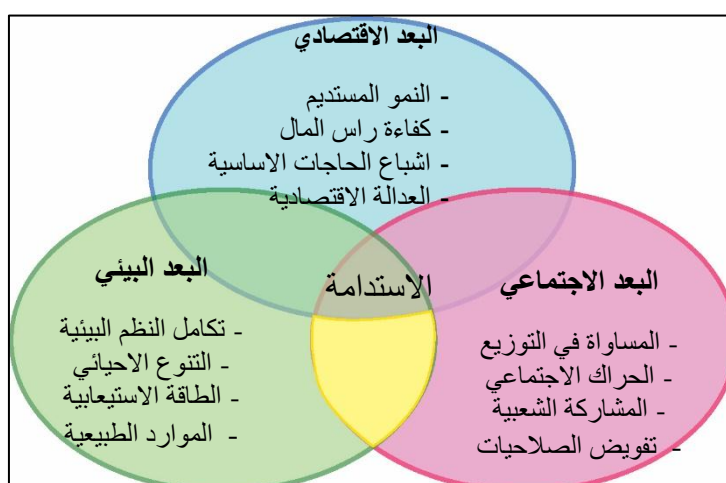 البعد الاقتصادي
- النمو المستديم
- كفاءة راس المال
- اشباع الحاجات الاساسية
- العدالة الاقتصادية
البعد الاجتماعي
- المساواة في التوزيع
- الحراك الاجتماعي
- المشاركة الشعبية
- تفويض الصلاحيات
الاستدامة
البعد البيئي
- تكامل النظم البيئية
- التنوع الاحيائي
- الطاقة الاستيعابية
- الموارد الطبيعية